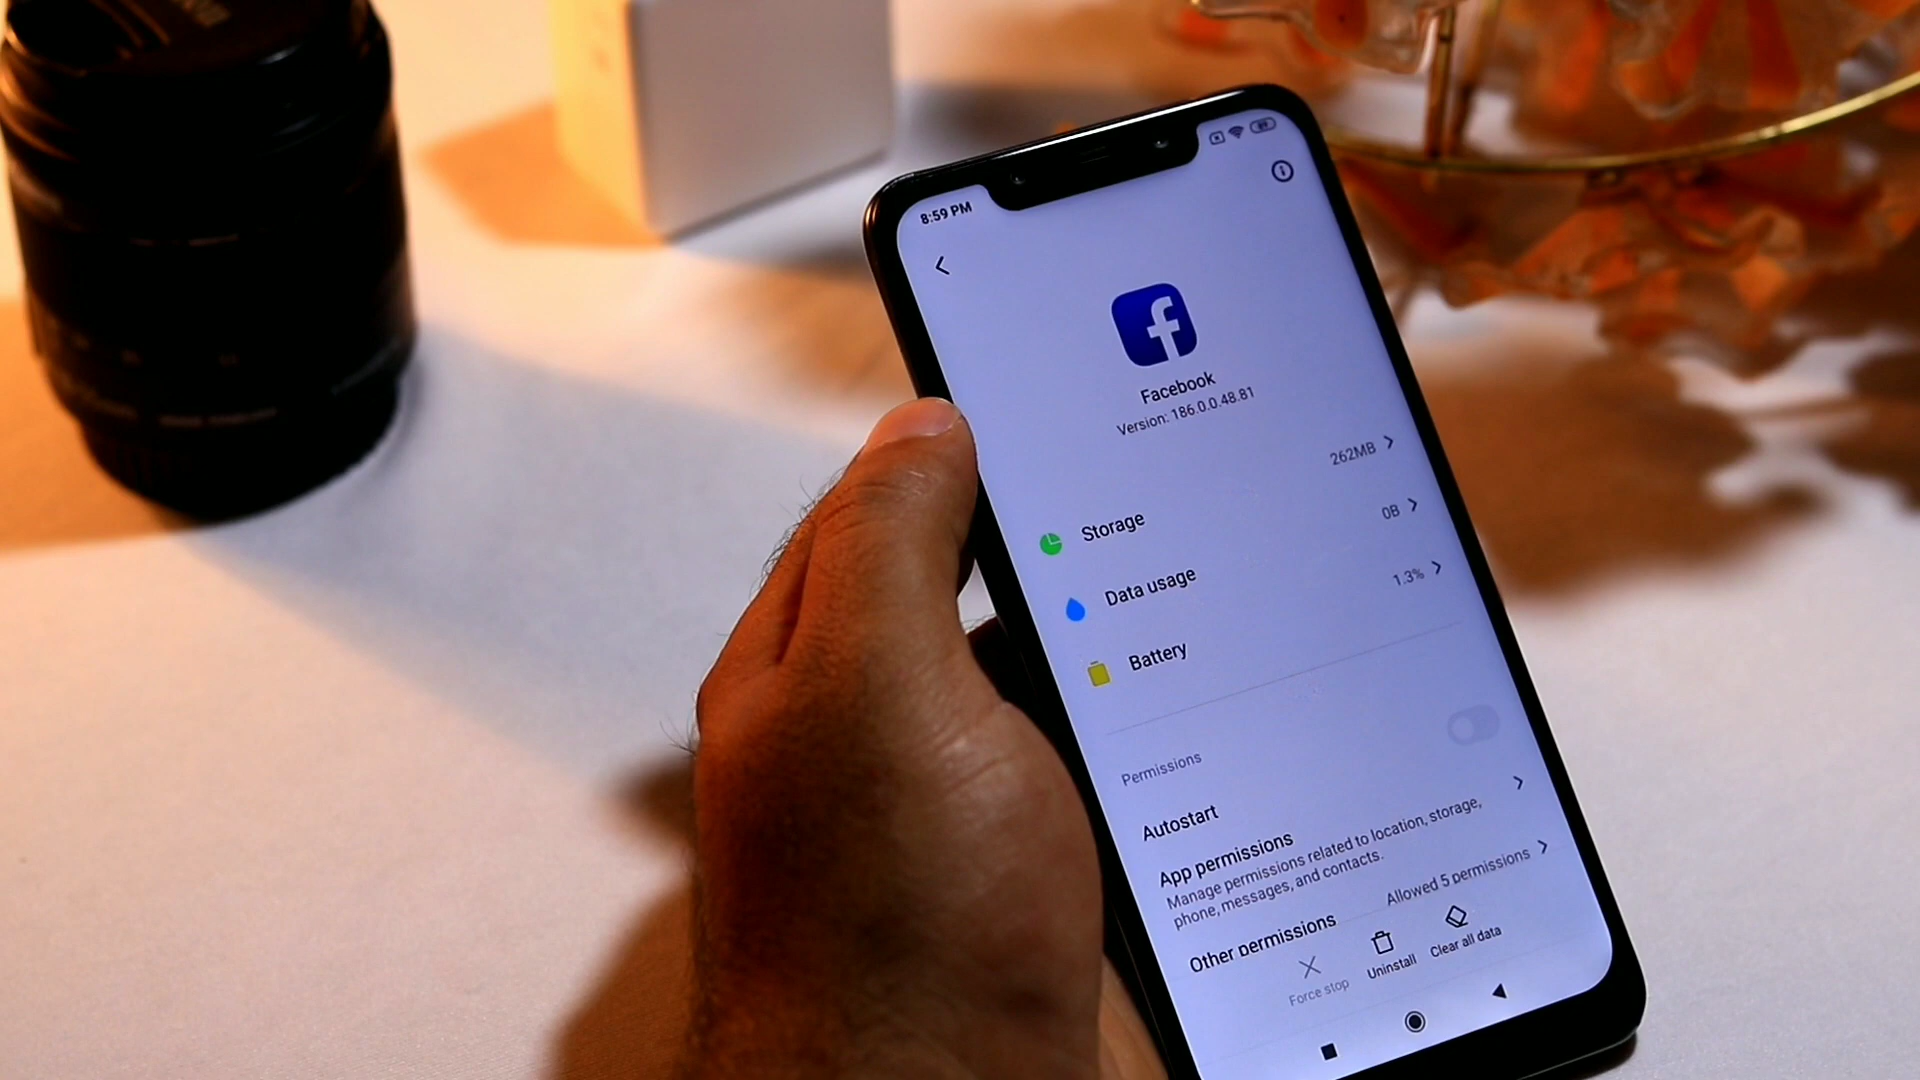 8:59 PM
89
Facebook
Version: 186.0.0.48.81
262MB
Storage
0B
Data usage
1.3%
Battery
Permissions
Autostart
App permissions
Manage permissions related to location, storage,
phone, messages, and contacts.
Allowed 5 permissions
Other permissions
Force stop
Uninstall
Clear all data